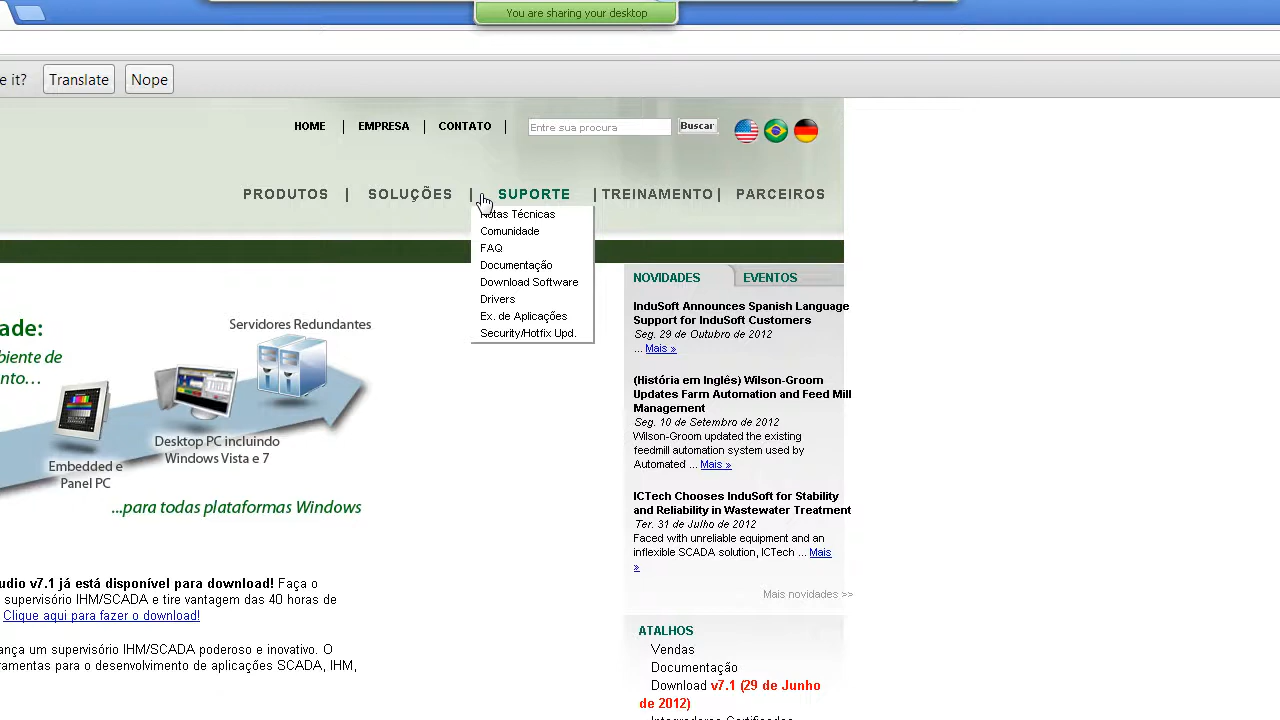 You are sharing your desktop
e it? Translate Nope
HOME | EMPRESA | CONTATO |
Entre sua procura Buscar
PRODUTOS | SOLUÇÕES | SUPORTE | TREINAMENTO | PARCEIROS
Notas Técnicas
Comunidade
FAQ
Documentação
Download Software
Drivers
Ex. de Aplicações
Security/Hotfix Upd.
ade:
biente de
nto…
Servidores Redundantes
Desktop PC incluindo
Windows Vista e 7
Embedded e
Panel PC
...para todas plataformas Windows
udio v7.1 já está disponível para download! Faça o
supervisório IHM/SCADA e tire vantagem das 40 horas de
Clique aqui para fazer o download!
ança um supervisório IHM/SCADA poderoso e inovativo. O
rramentas para o desenvolvimento de aplicações SCADA, IHM,
NOVIDADES EVENTOS
InduSoft Announces Spanish Language
Support for InduSoft Customers
Seg. 29 de Outubro de 2012
... Mais »
(História em Inglés) Wilson-Groom
Updates Farm Automation and Feed Mill
Management
Seg. 10 de Setembro de 2012
Wilson-Groom updated the existing
feedmill automation system used by
Automated ... Mais »
ICTech Chooses InduSoft for Stability
and Reliability in Wastewater Treatment
Ter. 31 de Julho de 2012
Faced with unreliable equipment and an
inflexible SCADA solution, ICTech ... Mais
»
Mais novidades >>
ATALHOS
Vendas
Documentação
Download v7.1 (29 de Junho
de 2012)
Integradores Certificados